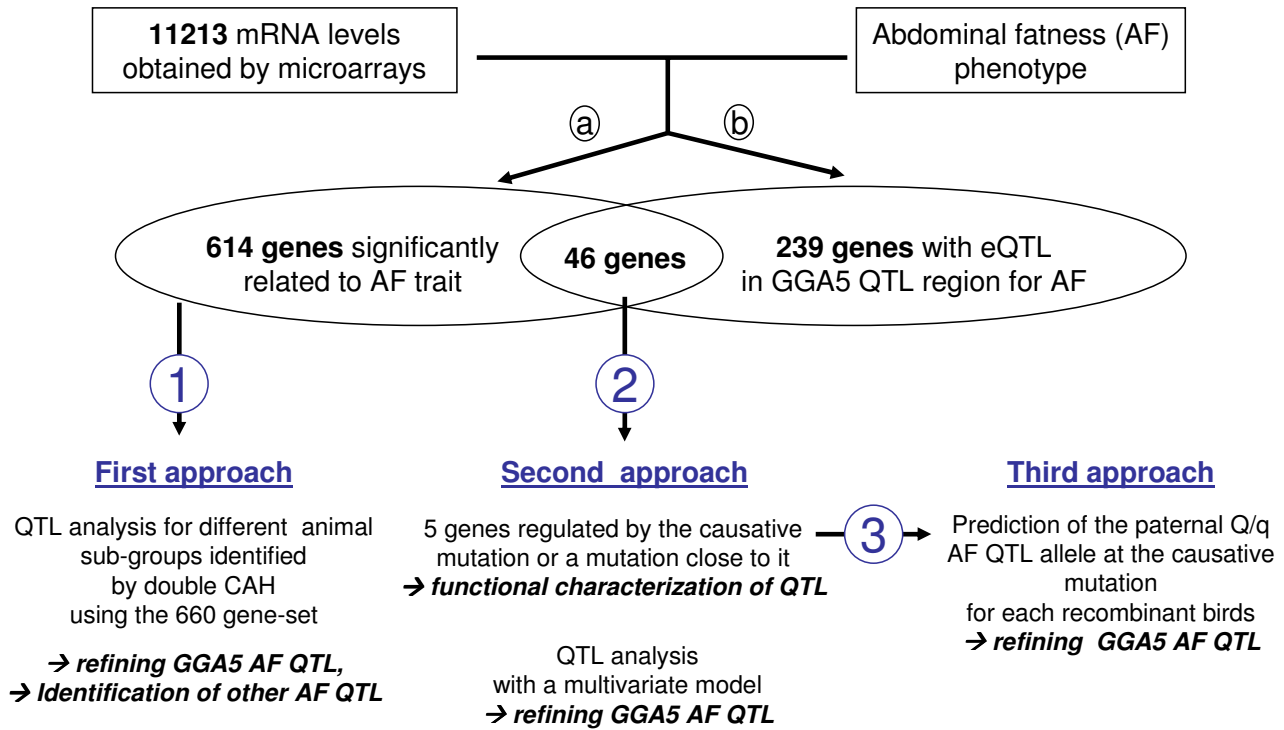 11213 mRNA levels
obtained by microarrays
Abdominal fatness (AF)
phenotype
a
b
614 genes significantly
related to AF trait
46 genes
239 genes with eQTL
in GGA5 QTL region for AF
1
2
First approach
QTL analysis for different animal
sub-groups identified
by double CAH
using the 660 gene-set
→ refining GGA5 AF QTL,
→ Identification of other AF QTL
Second approach
5 genes regulated by the causative
mutation or a mutation close to it
→ functional characterization of QTL
QTL analysis
with a multivariate model
→ refining GGA5 AF QTL
3
Third approach
Prediction of the paternal Q/q
AF QTL allele at the causative
mutation
for each recombinant birds
→ refining GGA5 AF QTL